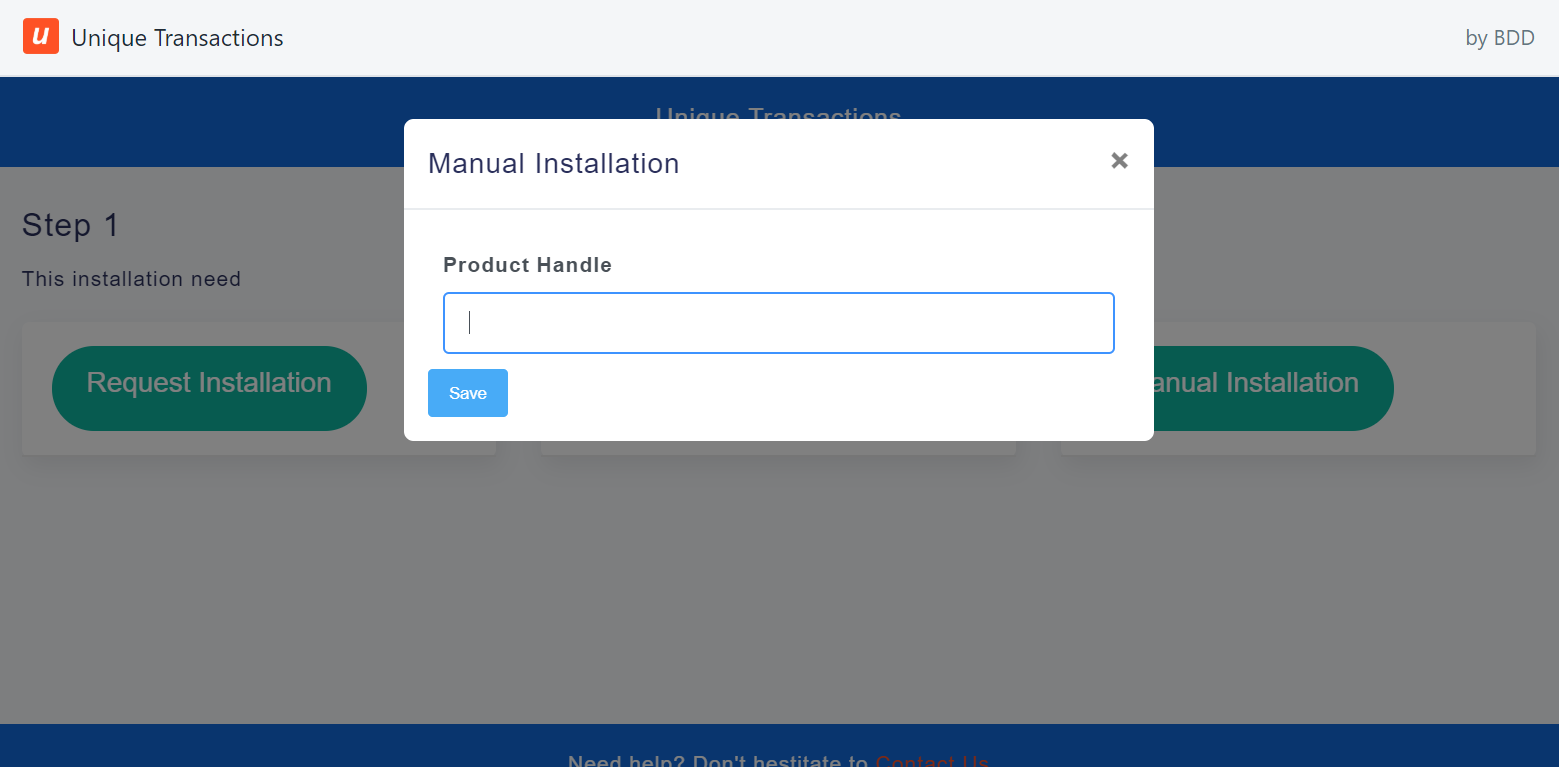 u Unique Transactions
by BDD
Unique Transactions
Manual Installation
×
Step 1
This installation need
Product Handle
Request Installation
anual Installation
Save
Need help? Don't hestitate to Contact Us